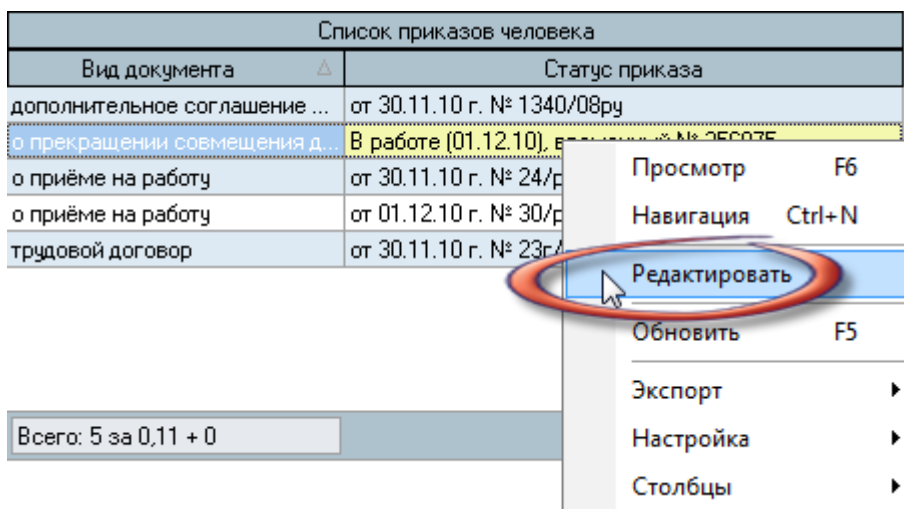 Список приказов человека
Вид документа Статус приказа
дополнительное соглашение ... от 30.11.10 г. № 1340/08ру
о прекращении совмещения д... В работе (01.12.10),
о приёме на работу от 30.11.10 г. № 24/р
о приёме на работу от 01.12.10 г. № 30/р
трудовой договор от 30.11.10 г. № 23г/
Всего: 5 за 0,11 + 0
Просмотр F6
Навигация Ctrl+N
Редактировать
Обновить F5
Экспорт
Настройка
Столбцы